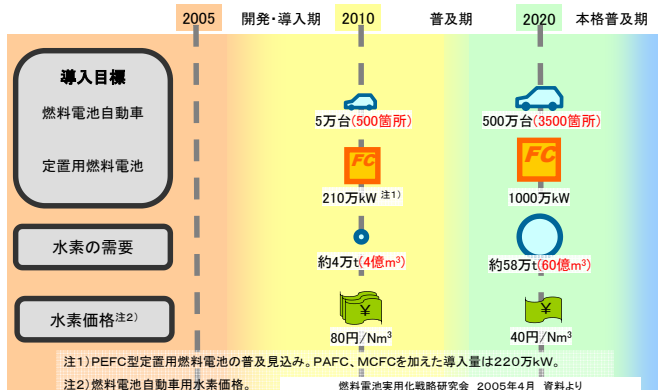 2005 開発・導入期 2010 普及期 2020 本格普及期
導入目標
燃料電池自動車
5万台(500箇所) 500万台(3500箇所)
定置用燃料電池
FC FC
210万kW 注1) 1000万kW
水素の需要
約4万t(4億m³) 約58万t(60億m³)
水素価格注2)
¥ ¥
80円/Nm³ 40円/Nm³
注1)PEFC型定置用燃料電池の普及見込み。PAFC、MCFCを加えた導入量は220万kW。
注2)燃料電池自動車用水素価格。 燃料電池実用化戦略研究会 2005年4月 資料より